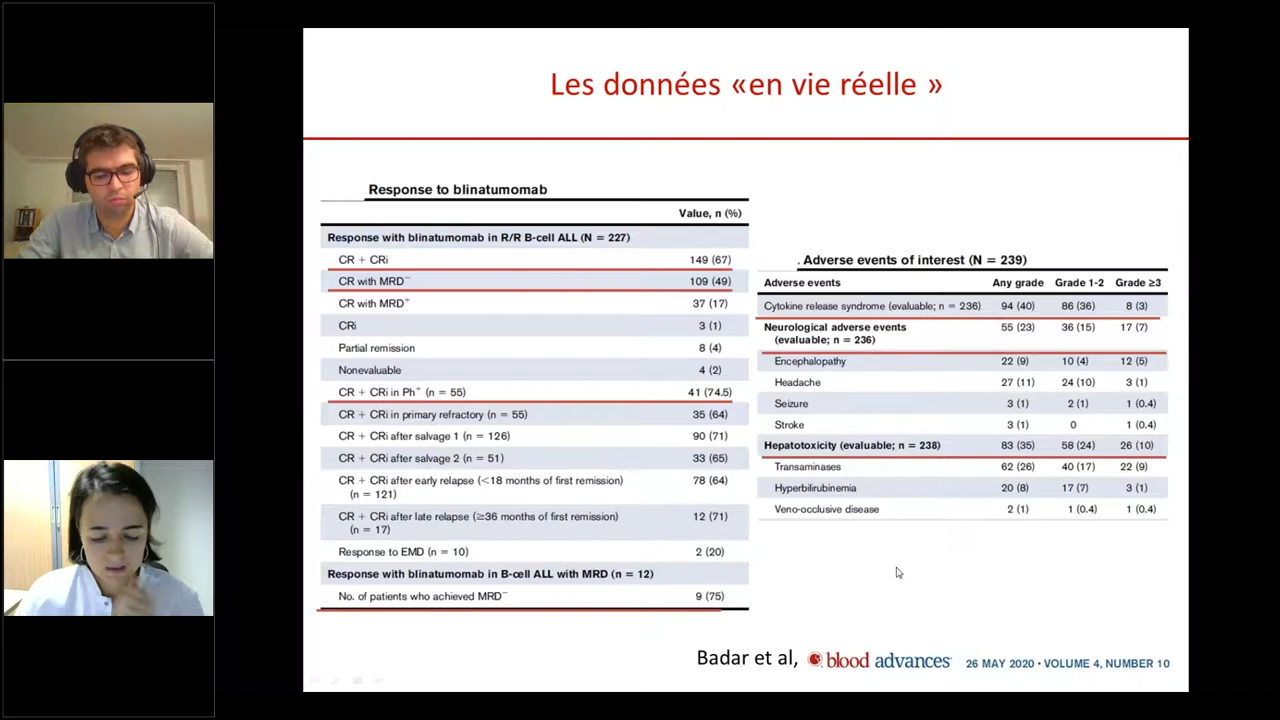 Les données «en vie réelle »
Response to blinatumomab
Value, n (%)
Response with blinatumomab in R/R B-cell ALL (N = 227)
CR + CRi 149 (67)
CR with MRD⁻ 109 (49)
CR with MRD⁺ 37 (17)
CRi 3 (1)
Partial remission 8 (4)
Nonevaluable 4 (2)
CR + CRi in Ph⁺ (n = 55) 41 (74.5)
CR + CRi in primary refractory (n = 55) 35 (64)
CR + CRi after salvage 1 (n = 126) 90 (71)
CR + CRi after salvage 2 (n = 51) 33 (65)
CR + CRi after early relapse (<18 months of first remission) 78 (64)
(n = 121)
CR + CRi after late relapse (≥36 months of first remission) 12 (71)
(n = 17)
Response to EMD (n = 10) 2 (20)
Response with blinatumomab in B-cell ALL with MRD (n = 12)
No. of patients who achieved MRD⁻ 9 (75)
. Adverse events of interest (N = 239)
Adverse events Any grade Grade 1-2 Grade ≥3
Cytokine release syndrome (evaluable; n = 236) 94 (40) 86 (36) 8 (3)
Neurological adverse events 55 (23) 36 (15) 17 (7)
(evaluable; n = 236)
Encephalopathy 22 (9) 10 (4) 12 (5)
Headache 27 (11) 24 (10) 3 (1)
Seizure 3 (1) 2 (1) 1 (0.4)
Stroke 3 (1) 0 1 (0.4)
Hepatotoxicity (evaluable; n = 238) 83 (35) 58 (24) 26 (10)
Transaminases 62 (26) 40 (17) 22 (9)
Hyperbilirubinemia 20 (8) 17 (7) 3 (1)
Veno-occlusive disease 2 (1) 1 (0.4) 1 (0.4)
Badar et al, blood advances 26 MAY 2020 • VOLUME 4, NUMBER 10